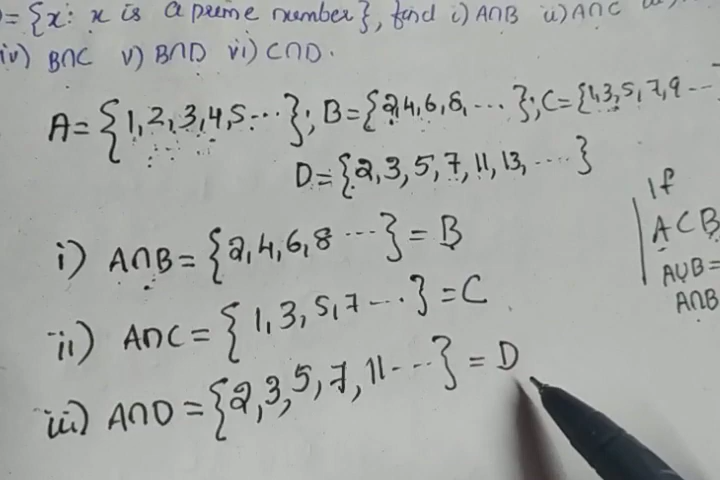 = {x: x is a prime number}, find i) A∩B ii) A∩C
iv) B∩C v) B∩D vi) C∩D.
A = {1, 2, 3, 4, 5 ...}; B = {2, 4, 6, 8, ...}; C = {1, 3, 5, 7, 9 ...
D = {2, 3, 5, 7, 11, 13, ...}
i) A∩B = {2, 4, 6, 8 ...} = B
ii) A∩C = {1, 3, 5, 7 ...} = C
iii) A∩D = {2, 3, 5, 7, 11 ...} = D
If
A⊂B
A∪B =
A∩B